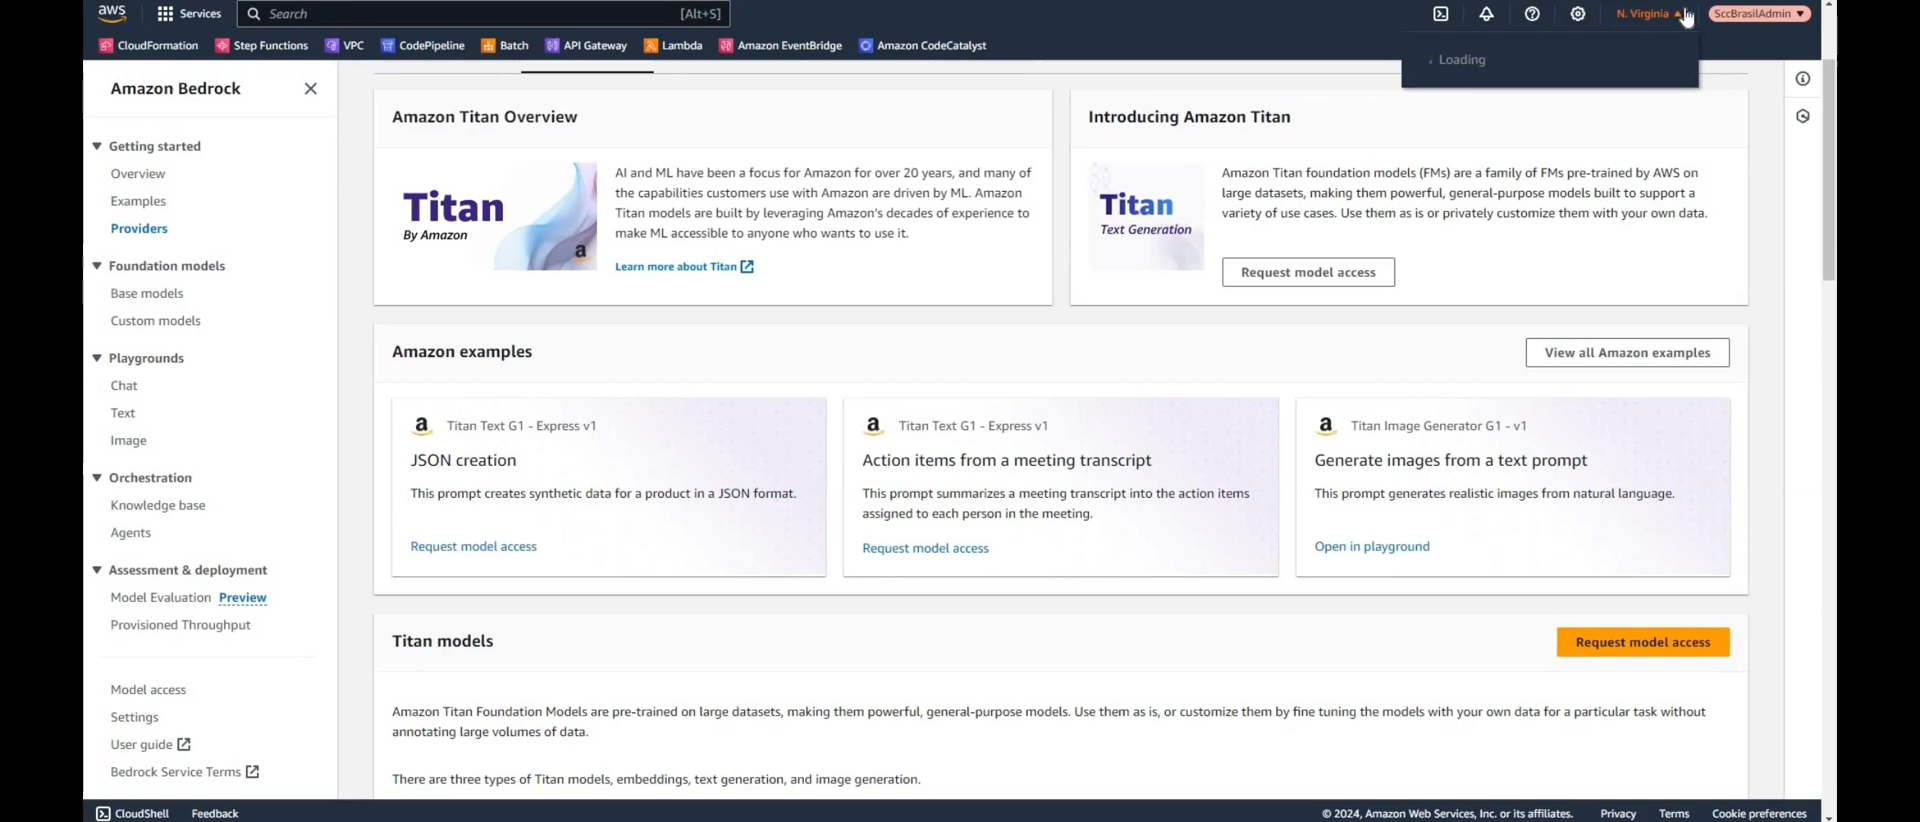 aws
Services
Search
[Alt+S]
N. Virginia
SccBrasilAdmin
CloudFormation
Step Functions
VPC
CodePipeline
Batch
API Gateway
Lambda
Amazon EventBridge
Amazon CodeCatalyst
Loading
Amazon Bedrock
Getting started
Overview
Examples
Providers
Foundation models
Base models
Custom models
Playgrounds
Chat
Text
Image
Orchestration
Knowledge base
Agents
Assessment & deployment
Model Evaluation Preview
Provisioned Throughput
Model access
Settings
User guide
Bedrock Service Terms
Amazon Titan Overview
Titan
By Amazon
a
AI and ML have been a focus for Amazon for over 20 years, and many of
the capabilities customers use with Amazon are driven by ML. Amazon
Titan models are built by leveraging Amazon's decades of experience to
make ML accessible to anyone who wants to use it.
Learn more about Titan
Introducing Amazon Titan
Titan
Text Generation
Amazon Titan foundation models (FMs) are a family of FMs pre-trained by AWS on
large datasets, making them powerful, general-purpose models built to support a
variety of use cases. Use them as is or privately customize them with your own data.
Request model access
Amazon examples
View all Amazon examples
a
Titan Text G1 - Express v1
JSON creation
This prompt creates synthetic data for a product in a JSON format.
Request model access
a
Titan Text G1 - Express v1
Action items from a meeting transcript
This prompt summarizes a meeting transcript into the action items
assigned to each person in the meeting.
Request model access
a
Titan Image Generator G1 - v1
Generate images from a text prompt
This prompt generates realistic images from natural language.
Open in playground
Titan models
Request model access
Amazon Titan Foundation Models are pre-trained on large datasets, making them powerful, general-purpose models. Use them as is, or customize them by fine tuning the models with your own data for a particular task without
annotating large volumes of data.
There are three types of Titan models, embeddings, text generation, and image generation.
CloudShell
Feedback
© 2024, Amazon Web Services, Inc. or its affiliates.
Privacy
Terms
Cookie preferences